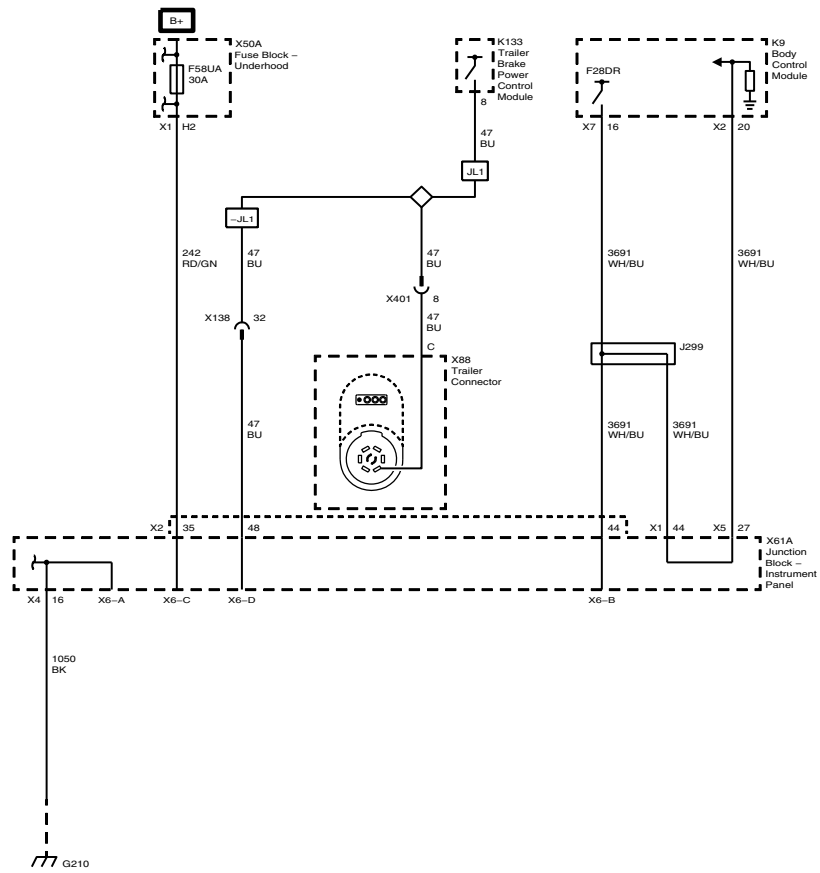 B+
X50A
Fuse Block –
Underhood
F58UA
30A
X1 H2
K133
Trailer
Brake
Power
Control
Module
8
K9
Body
Control
Module
F28DR
X7 16
X2 20
47
BU
JL1
–JL1
242
RD/GN
47
BU
47
BU
3691
WH/BU
3691
WH/BU
X401 8
X138 32
47
BU
C
X88
Trailer
Connector
J299
47
BU
3691
WH/BU
3691
WH/BU
X2 35
48
44
X1 44
X5 27
X61A
Junction
Block –
Instrument
Panel
X4 16
X6–A
X6–C
X6–D
X6–B
1050
BK
G210